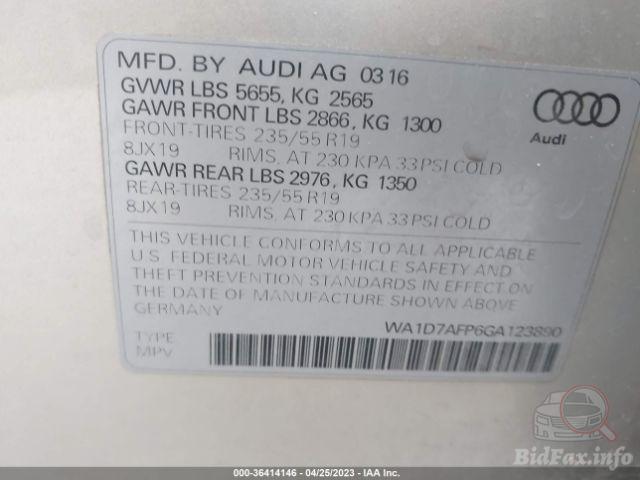 MFD. BY AUDI AG 03 16
GVWR LBS 5655, KG 2565
GAWR FRONT LBS 2866, KG 1300
FRONT-TIRES 235/55 R19
8JX19 RIMS, AT 230 KPA 33 PSI COLD
GAWR REAR LBS 2976, KG 1350
REAR-TIRES 235/55 R19
8JX19 RIMS, AT 230 KPA 33 PSI COLD
Audi
THIS VEHICLE CONFORMS TO ALL APPLICABLE
U.S. FEDERAL MOTOR VEHICLE SAFETY AND
THEFT PREVENTION STANDARDS IN EFFECT ON
THE DATE OF MANUFACTURE SHOWN ABOVE
GERMANY
WA1D7AFP6GA123890
TYPE:
MPV
BidFax.info
000-36414146 - 04/25/2023 - IAA Inc.